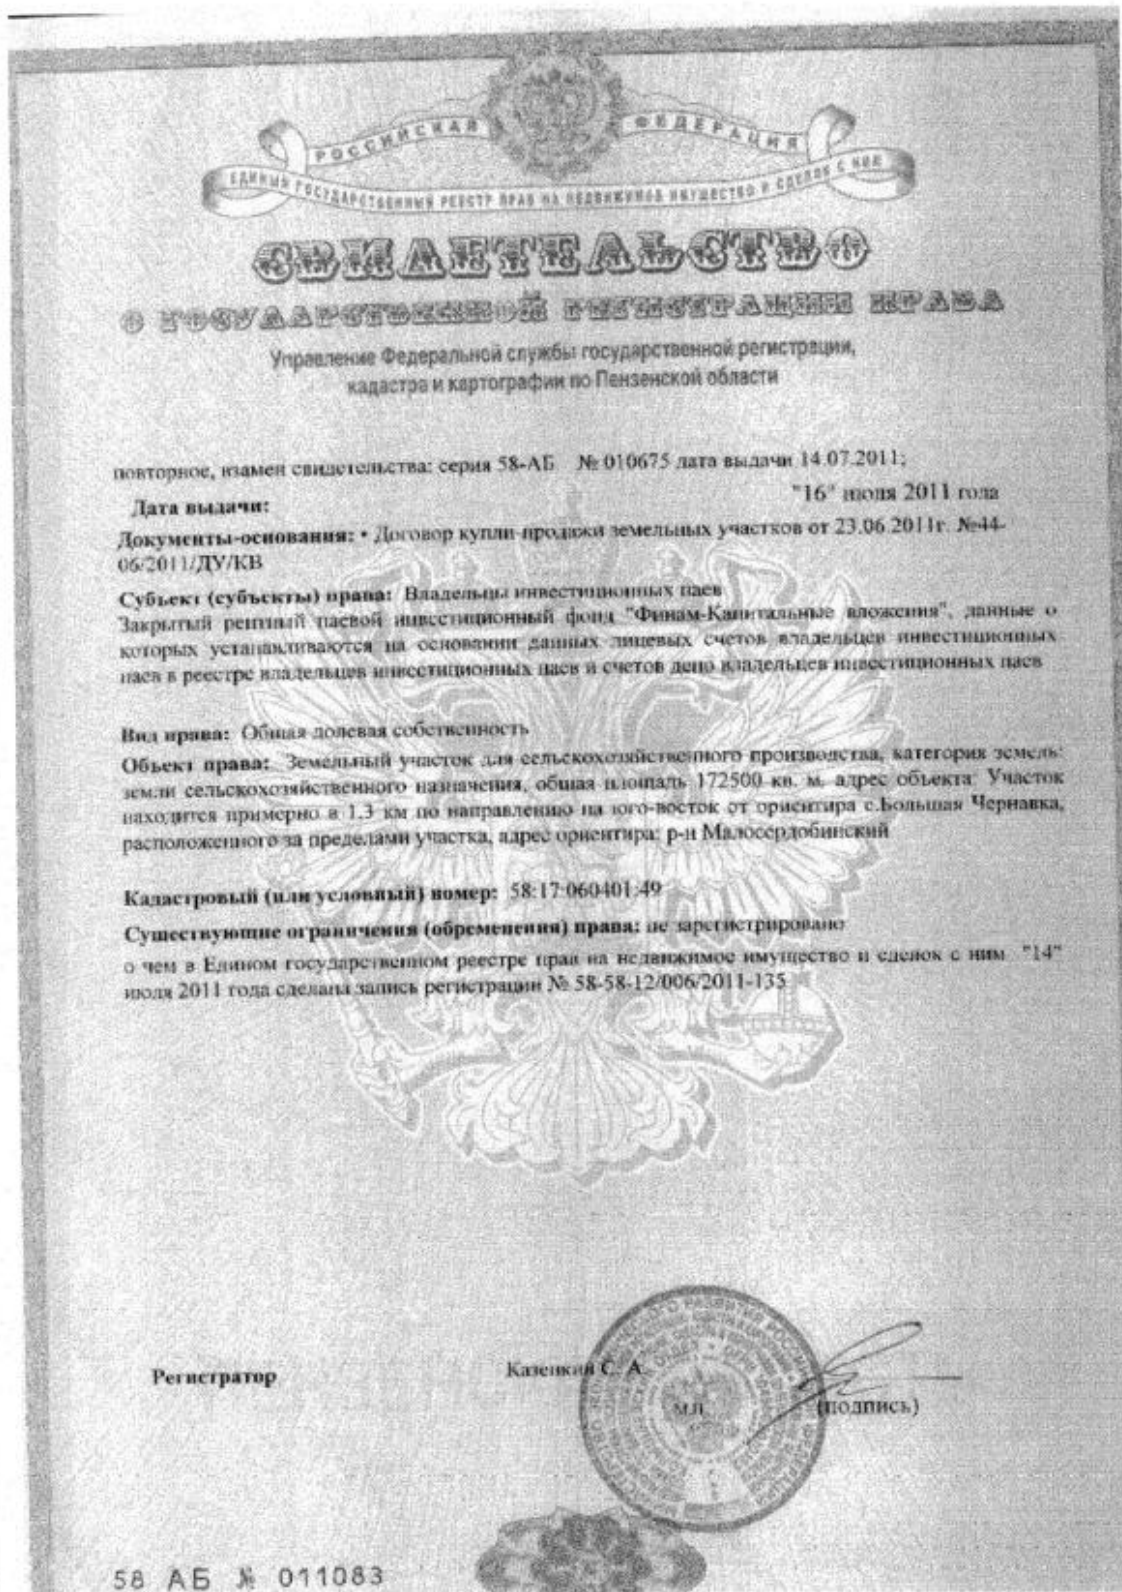 РОССИЙСКАЯ ФЕДЕРАЦИЯ
ЕДИНЫЙ ГОСУДАРСТВЕННЫЙ РЕЕСТР ПРАВ НА НЕДВИЖИМОЕ ИМУЩЕСТВО И СДЕЛОК С НИМ
СВИДЕТЕЛЬСТВО
О ГОСУДАРСТВЕННОЙ РЕГИСТРАЦИИ ПРАВА
Управление Федеральной службы государственной регистрации,
кадастра и картографии по Пензенской области
повторное, взамен свидетельства: серия 58-АБ № 010675 дата выдачи 14.07.2011;
Дата выдачи: "16" июля 2011 года
Документы-основания: • Договор купли-продажи земельных участков от 23.06.2011г. №44-
06/2011/ДУ/КВ
Субъект (субъекты) права: Владельцы инвестиционных паев
Закрытый рентный паевой инвестиционный фонд "Финам-Капитальные вложения", данные о
которых устанавливаются на основании данных лицевых счетов владельцев инвестиционных
паев в реестре владельцев инвестиционных паев и счетов депо владельцев инвестиционных паев
Вид права: Общая долевая собственность
Объект права: Земельный участок для сельскохозяйственного производства, категория земель:
земли сельскохозяйственного назначения, общая площадь 172500 кв. м, адрес объекта: Участок
находится примерно в 1.3 км по направлению на юго-восток от ориентира с.Большая Чернавка,
расположенного за пределами участка, адрес ориентира: р-н Малосердобинский
Кадастровый (или условный) номер: 58:17:060401:49
Существующие ограничения (обременения) права: не зарегистрировано
о чем в Едином государственном реестре прав на недвижимое имущество и сделок с ним "14"
июля 2011 года сделана запись регистрации № 58-58-12/006/2011-135
Регистратор Казенкин С. А.
М.П. (подпись)
58 АБ № 011083